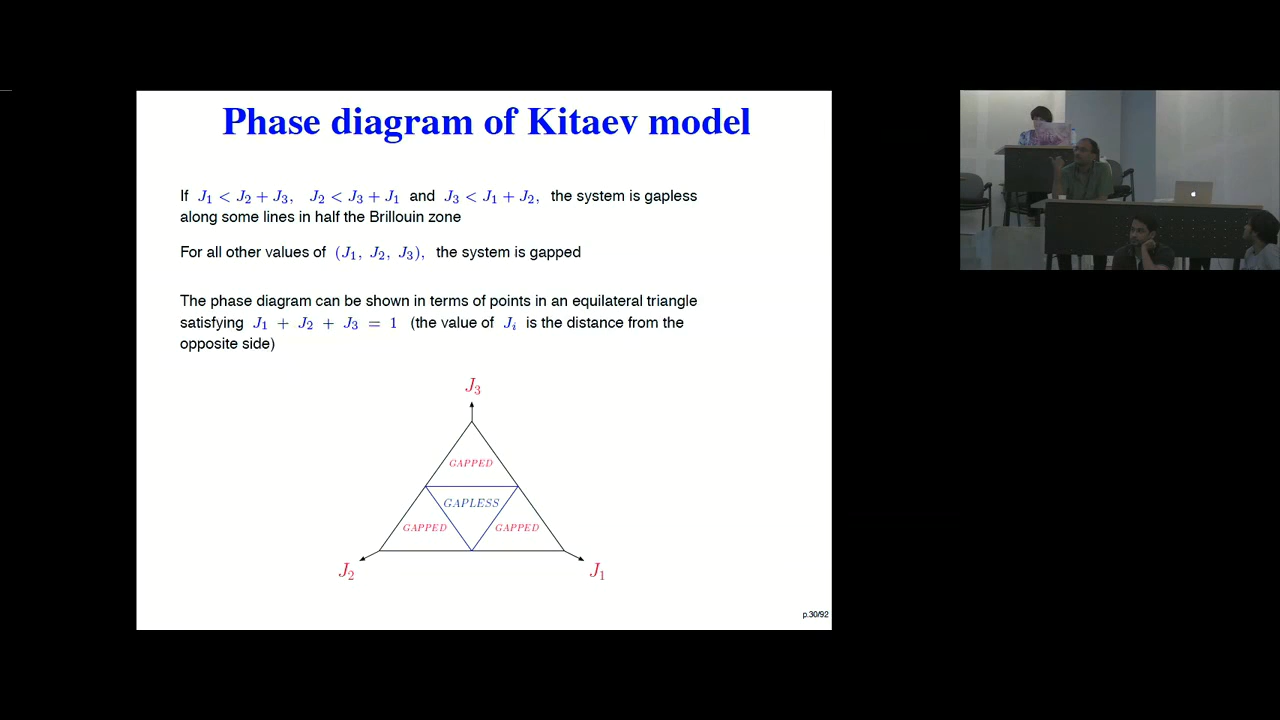 Phase diagram of Kitaev model
If J₁ < J₂ + J₃, J₂ < J₃ + J₁ and J₃ < J₁ + J₂, the system is gapless
along some lines in half the Brillouin zone
For all other values of (J₁, J₂, J₃), the system is gapped
The phase diagram can be shown in terms of points in an equilateral triangle
satisfying J₁ + J₂ + J₃ = 1 (the value of Jᵢ is the distance from the
opposite side)
J₃
GAPPED
GAPLESS
GAPPED GAPPED
J₂ J₁
p.30/92